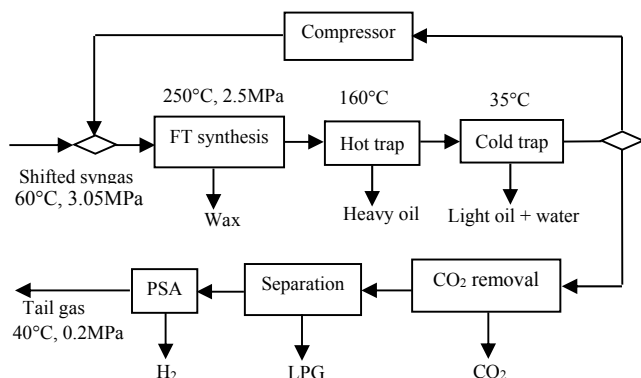 Compressor
250°C, 2.5MPa
160°C
35°C
FT synthesis
Hot trap
Cold trap
Shifted syngas
60°C, 3.05MPa
Wax
Heavy oil
Light oil + water
PSA
Separation
CO₂ removal
Tail gas
40°C, 0.2MPa
H₂
LPG
CO₂